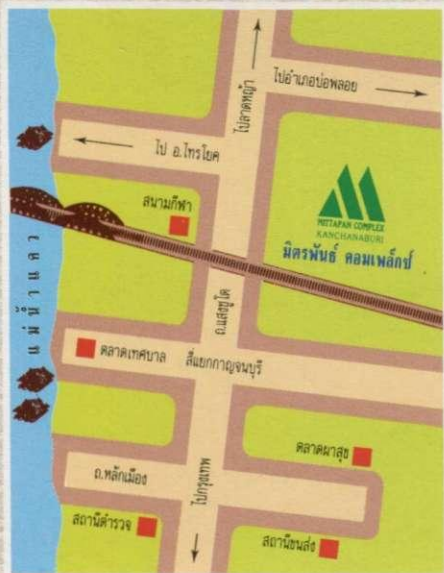 ไปอำเภอบ่อพลอย
ไปลาดหญ้า
ไป อ.ไทรโยค
สนามกีฬา
MITTAPAN COMPLEX
KANCHANABURI
มิตรพันธ์ คอมเพล็กซ์
แม่น้ำแคว
ถ.แสงชูโต
ตลาดเทศบาล
สี่แยกกาญจนบุรี
ตลาดผาสุข
ถ.หลักเมือง
ไปกรุงเทพ
สถานีตำรวจ
สถานีขนส่ง